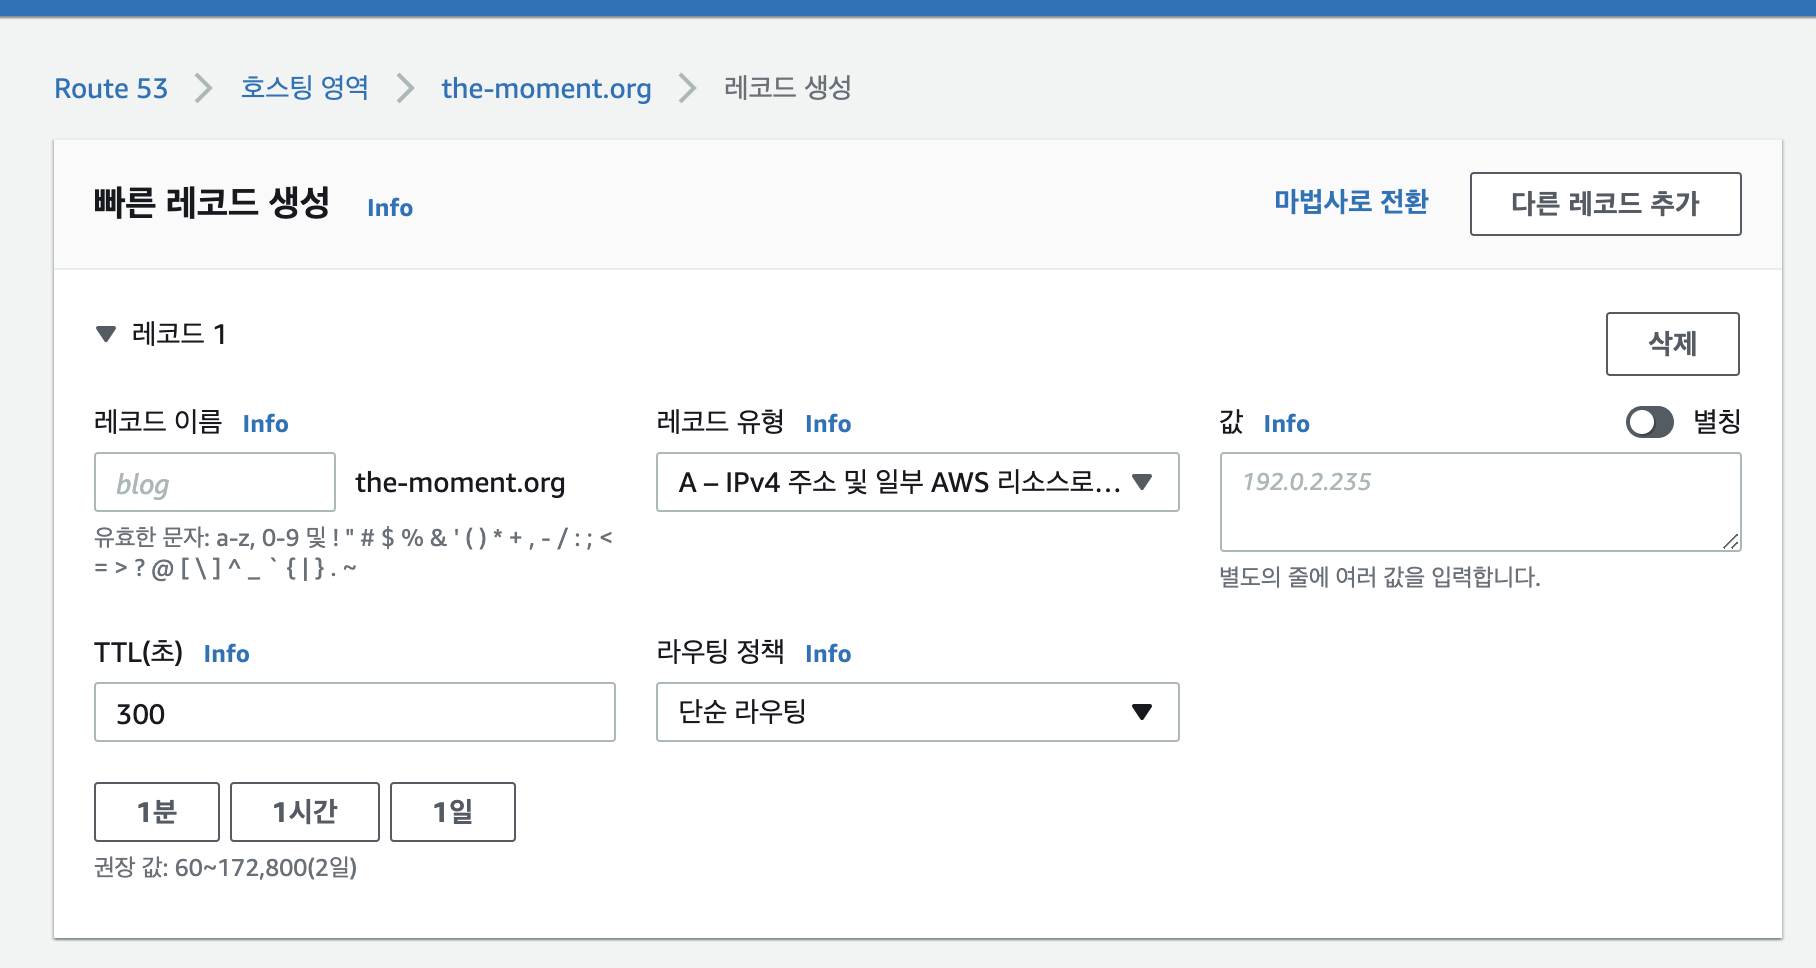 Route 53 호스팅 영역 the-moment.org 레코드 생성
빠른 레코드 생성 Info 마법사로 전환 다른 레코드 추가
레코드 1 삭제
레코드 이름 Info 레코드 유형 Info 값 Info 별칭
blog the-moment.org A – IPv4 주소 및 일부 AWS 리소스로... 192.0.2.235
유효한 문자: a-z, 0-9 및 ! " # $ % & ' ( ) * + , - / : ; <
= > ? @ [ \ ] ^ _ ` { | } . ~
별도의 줄에 여러 값을 입력합니다.
TTL(초) Info 라우팅 정책 Info
300 단순 라우팅
1분 1시간 1일
권장 값: 60~172,800(2일)